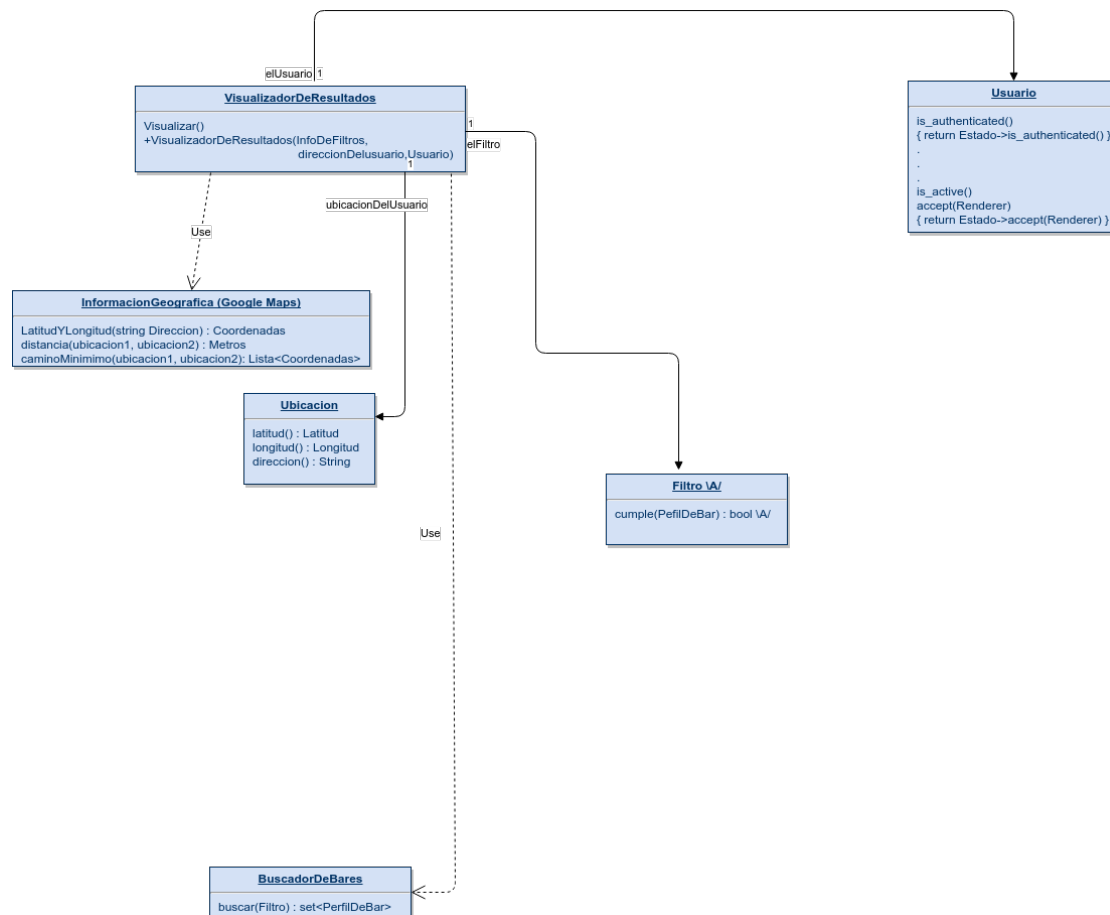 elUsuario 1
VisualizadorDeResultados
Visualizar()
+VisualizadorDeResultados(InfoDeFiltros,
direccionDelusuario,Usuario)
1
elFiltro
1
ubicacionDelUsuario
Usuario
is_authenticated()
{ return Estado->is_authenticated() }
.
.
.
is_active()
accept(Renderer)
{ return Estado->accept(Renderer) }
Use
InformacionGeografica (Google Maps)
LatitudYLongitud(string Direccion) : Coordenadas
distancia(ubicacion1, ubicacion2) : Metros
caminoMinimimo(ubicacion1, ubicacion2): Lista<Coordenadas>
Ubicacion
latitud() : Latitud
longitud() : Longitud
direccion() : String
Filtro \A/
cumple(PefilDeBar) : bool \A/
Use
BuscadorDeBares
buscar(Filtro) : set<PerfilDeBar>